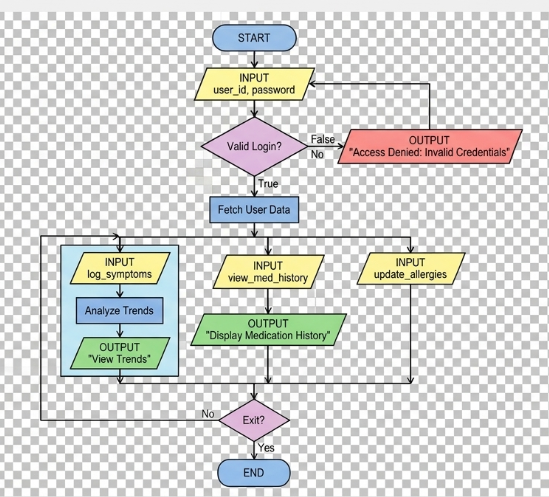 START
INPUT
user_id, password
Valid Login?
False
No
OUTPUT
"Access Denied: Invalid Credentials"
True
Fetch User Data
INPUT
log_symptoms
INPUT
view_med_history
INPUT
update_allergies
Analyze Trends
OUTPUT
"Display Medication History"
OUTPUT
"View Trends"
No
Exit?
Yes
END